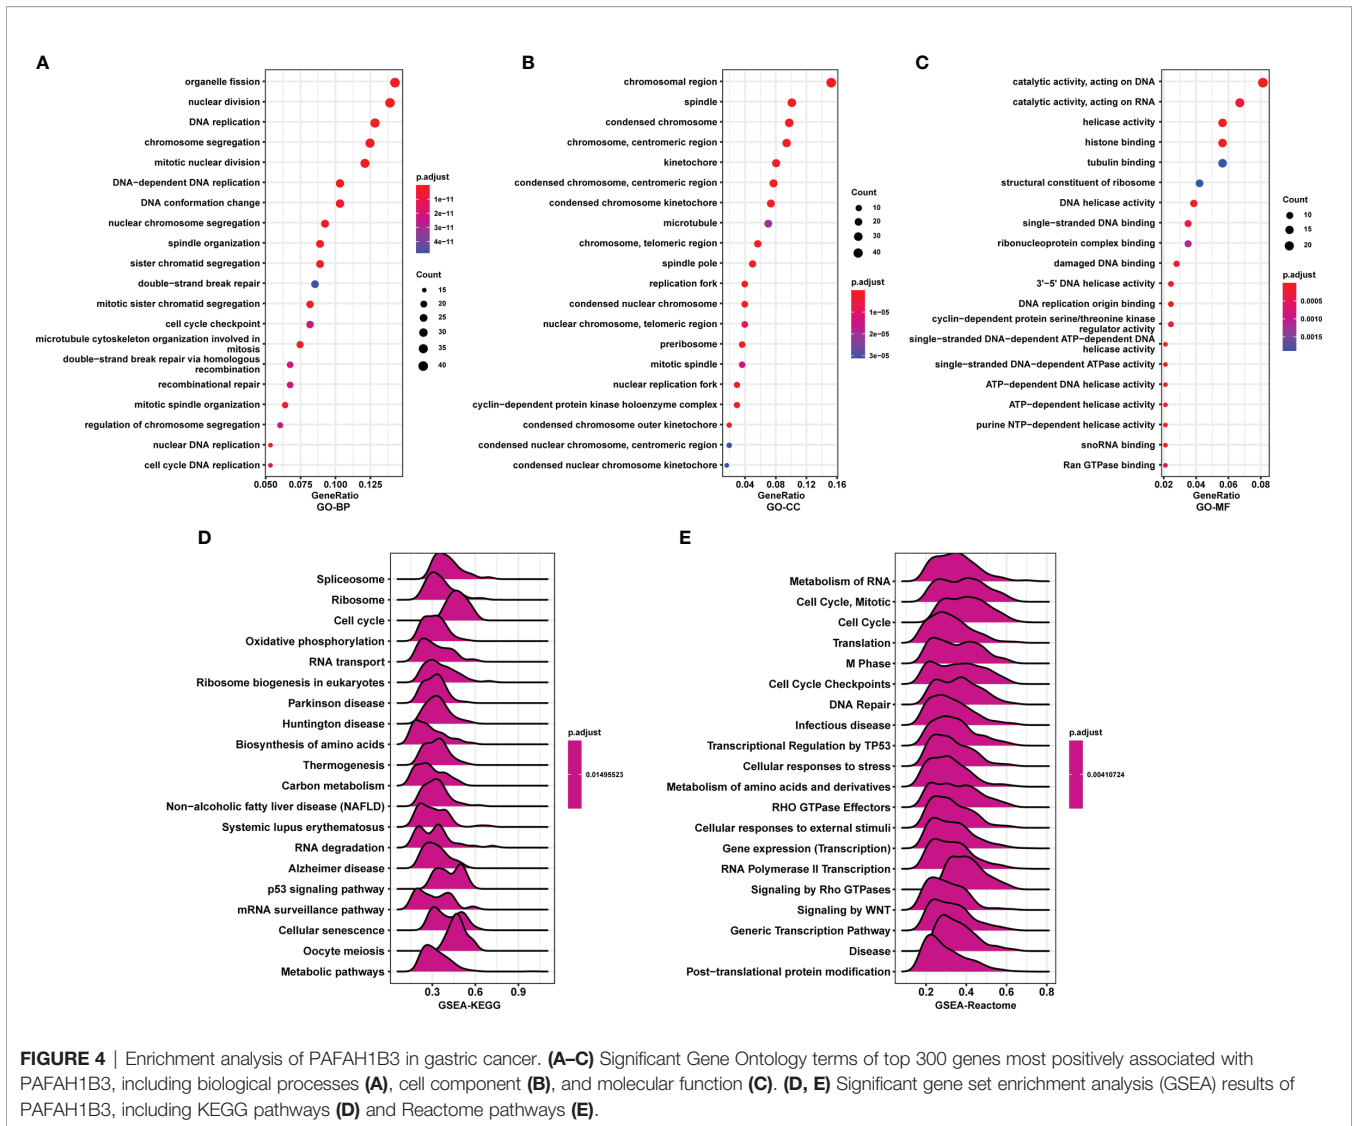 A
organelle fission
nuclear division
DNA replication
chromosome segregation
mitotic nuclear division
DNA−dependent DNA replication
DNA conformation change
nuclear chromosome segregation
spindle organization
sister chromatid segregation
double−strand break repair
mitotic sister chromatid segregation
cell cycle checkpoint
microtubule cytoskeleton organization involved in
mitosis
double−strand break repair via homologous
recombination
recombinational repair
mitotic spindle organization
regulation of chromosome segregation
nuclear DNA replication
cell cycle DNA replication
0.050 0.075 0.100 0.125
GeneRatio
GO−BP
p.adjust
1e−11
2e−11
3e−11
4e−11
Count
15
20
25
30
35
40
B
chromosomal region
spindle
condensed chromosome
chromosome, centromeric region
kinetochore
condensed chromosome, centromeric region
condensed chromosome kinetochore
microtubule
chromosome, telomeric region
spindle pole
replication fork
condensed nuclear chromosome
nuclear chromosome, telomeric region
preribosome
mitotic spindle
nuclear replication fork
cyclin−dependent protein kinase holoenzyme complex
condensed chromosome outer kinetochore
condensed nuclear chromosome, centromeric region
condensed nuclear chromosome kinetochore
0.04 0.08 0.12 0.16
GeneRatio
GO−CC
Count
10
20
30
40
p.adjust
1e−05
2e−05
3e−05
C
catalytic activity, acting on DNA
catalytic activity, acting on RNA
helicase activity
histone binding
tubulin binding
structural constituent of ribosome
DNA helicase activity
single−stranded DNA binding
ribonucleoprotein complex binding
damaged DNA binding
3'−5' DNA helicase activity
DNA replication origin binding
cyclin−dependent protein serine/threonine kinase
regulator activity
single−stranded DNA−dependent ATP−dependent DNA
helicase activity
single−stranded DNA−dependent ATPase activity
ATP−dependent DNA helicase activity
ATP−dependent helicase activity
purine NTP−dependent helicase activity
snoRNA binding
Ran GTPase binding
0.02 0.04 0.06 0.08
GeneRatio
GO−MF
Count
10
15
20
p.adjust
0.0005
0.0010
0.0015
D
Spliceosome
Ribosome
Cell cycle
Oxidative phosphorylation
RNA transport
Ribosome biogenesis in eukaryotes
Parkinson disease
Huntington disease
Biosynthesis of amino acids
Thermogenesis
Carbon metabolism
Non−alcoholic fatty liver disease (NAFLD)
Systemic lupus erythematosus
RNA degradation
Alzheimer disease
p53 signaling pathway
mRNA surveillance pathway
Cellular senescence
Oocyte meiosis
Metabolic pathways
0.3 0.6 0.9
GSEA−KEGG
p.adjust
0.01495523
E
Metabolism of RNA
Cell Cycle, Mitotic
Cell Cycle
Translation
M Phase
Cell Cycle Checkpoints
DNA Repair
Infectious disease
Transcriptional Regulation by TP53
Cellular responses to stress
Metabolism of amino acids and derivatives
RHO GTPase Effectors
Cellular responses to external stimuli
Gene expression (Transcription)
RNA Polymerase II Transcription
Signaling by Rho GTPases
Signaling by WNT
Generic Transcription Pathway
Disease
Post−translational protein modification
0.2 0.4 0.6 0.8
GSEA−Reactome
p.adjust
0.00410724
FIGURE 4 | Enrichment analysis of PAFAH1B3 in gastric cancer. (A–C) Significant Gene Ontology terms of top 300 genes most positively associated with
PAFAH1B3, including biological processes (A), cell component (B), and molecular function (C). (D, E) Significant gene set enrichment analysis (GSEA) results of
PAFAH1B3, including KEGG pathways (D) and Reactome pathways (E).